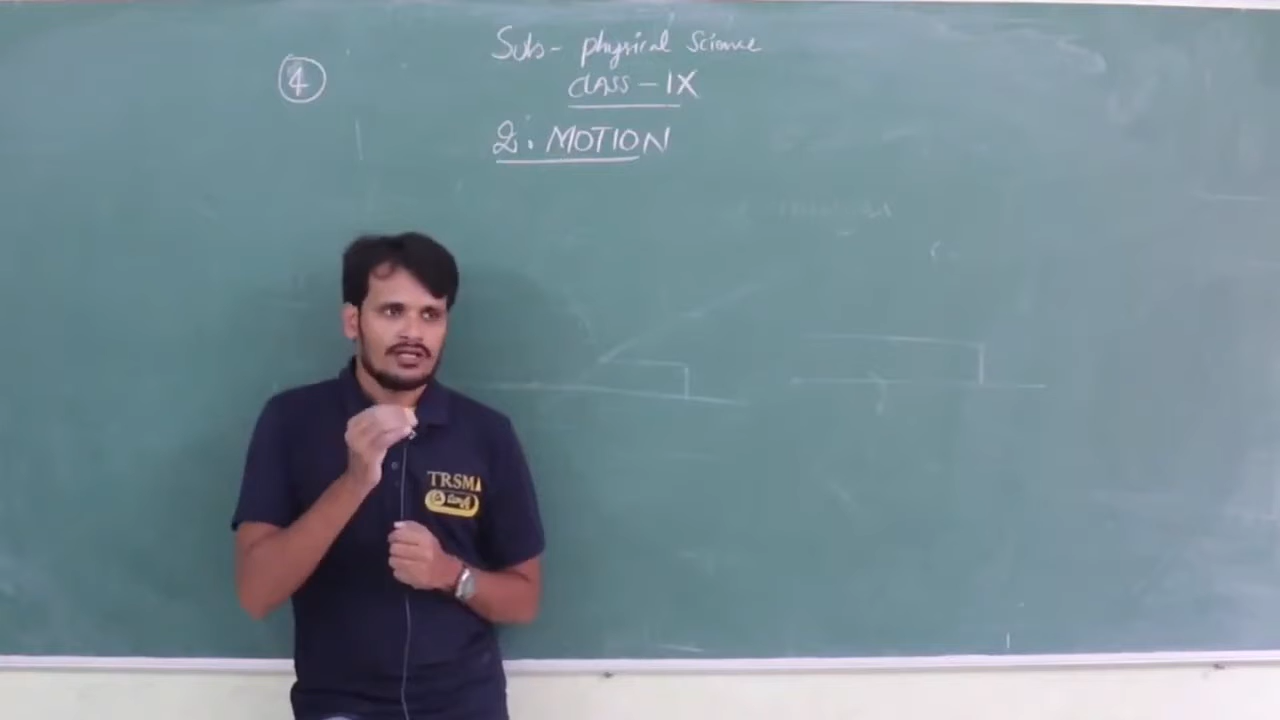 4
Sub- physical Science
CLASS - IX
2. MOTION
TRSMA